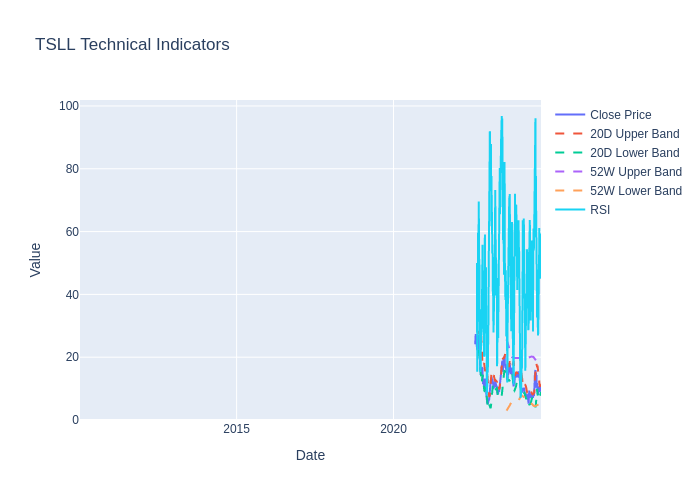 TSLL Technical Indicators
Value
100
80
60
40
20
0
2015
2020
Date
Close Price
20D Upper Band
20D Lower Band
52W Upper Band
52W Lower Band
RSI